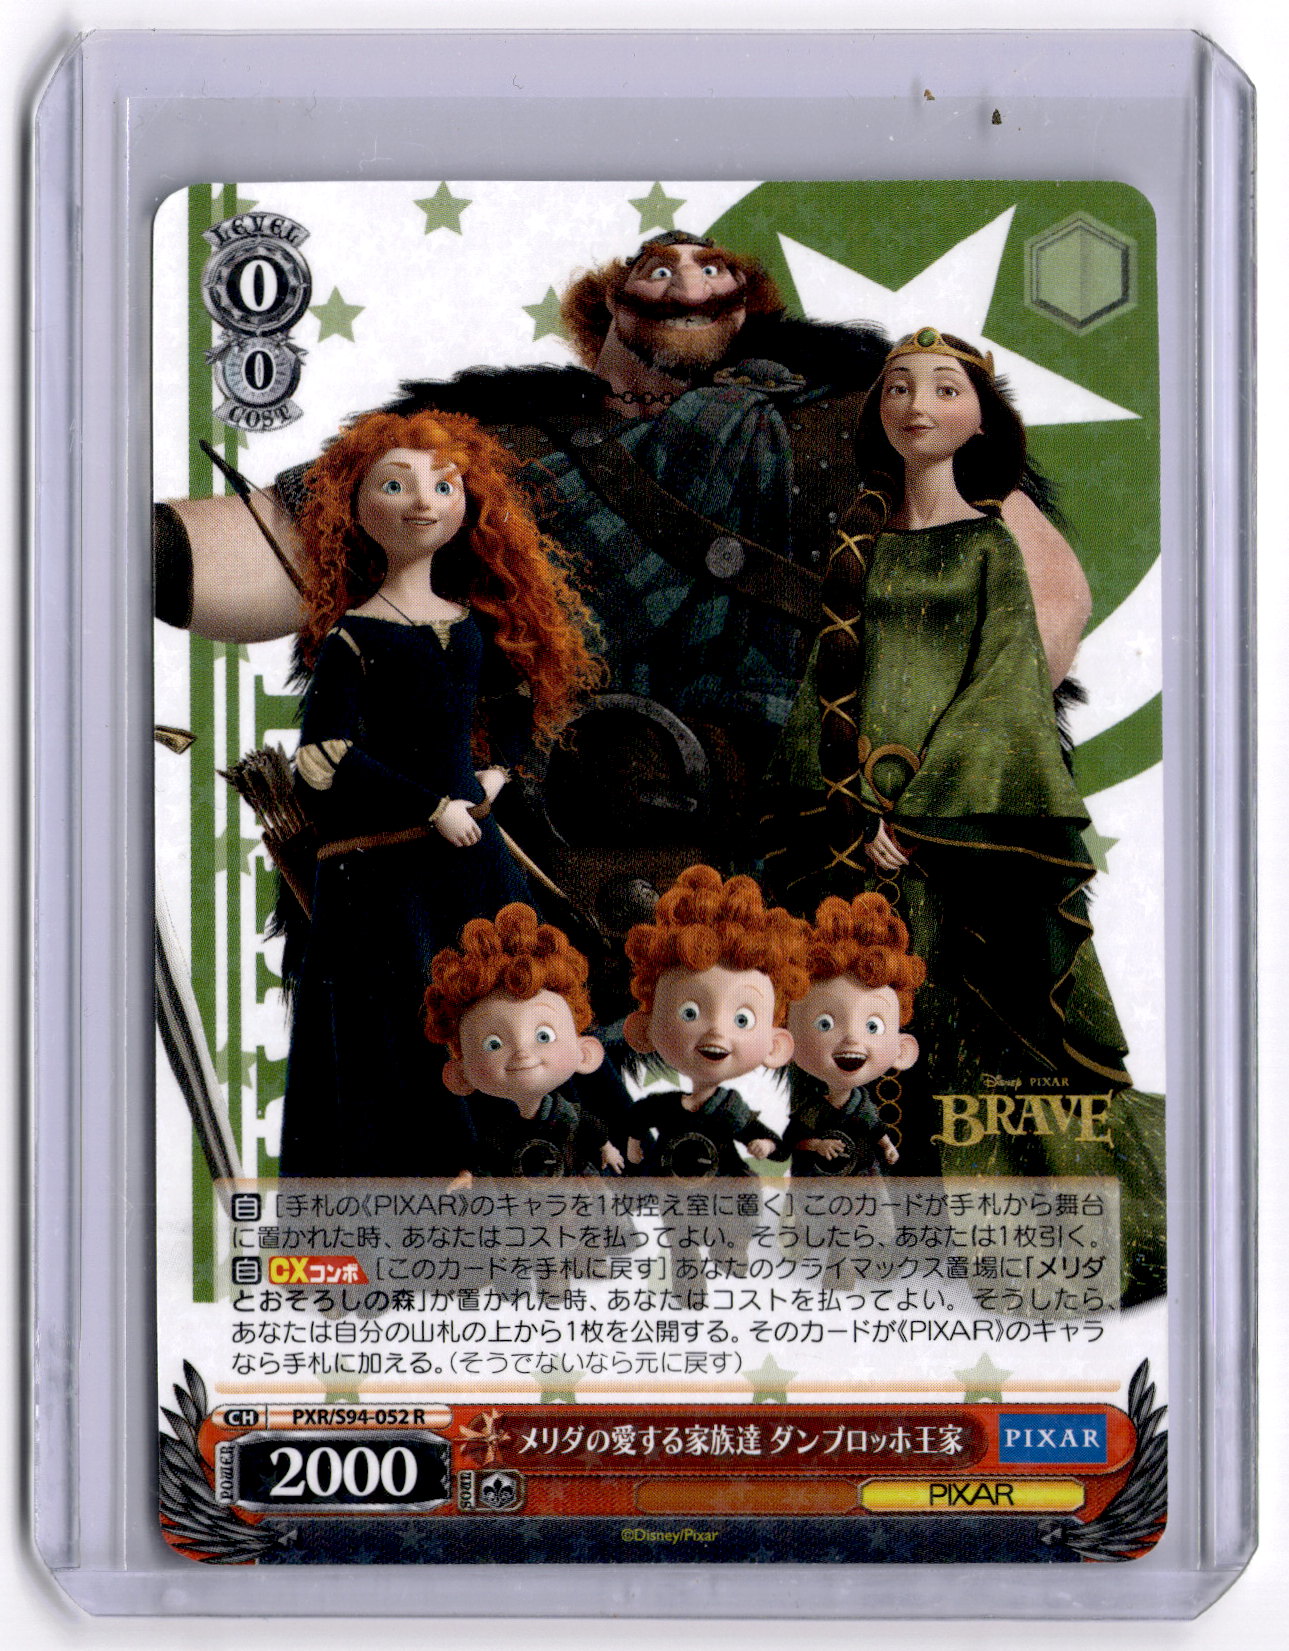 LEVEL
0
0
COST
DISNEY PIXAR
BRAVE
自［手札の《PIXAR》のキャラを1枚控え室に置く］このカードが手札から舞台
に置かれた時、あなたはコストを払ってよい。そうしたら、あなたは1枚引く。
自 CXコンボ［このカードを手札に戻す］あなたのクライマックス置場に「メリダ
とおそろしの森」が置かれた時、あなたはコストを払ってよい。そうしたら、
あなたは自分の山札の上から1枚を公開する。そのカードが《PIXAR》のキャラ
なら手札に加える。（そうでないなら元に戻す）
CH PXR/S94-052 R
POWER 2000
メリダの愛する家族達 ダンブロッホ王家
PIXAR
SOUL
PIXAR
©Disney/Pixar